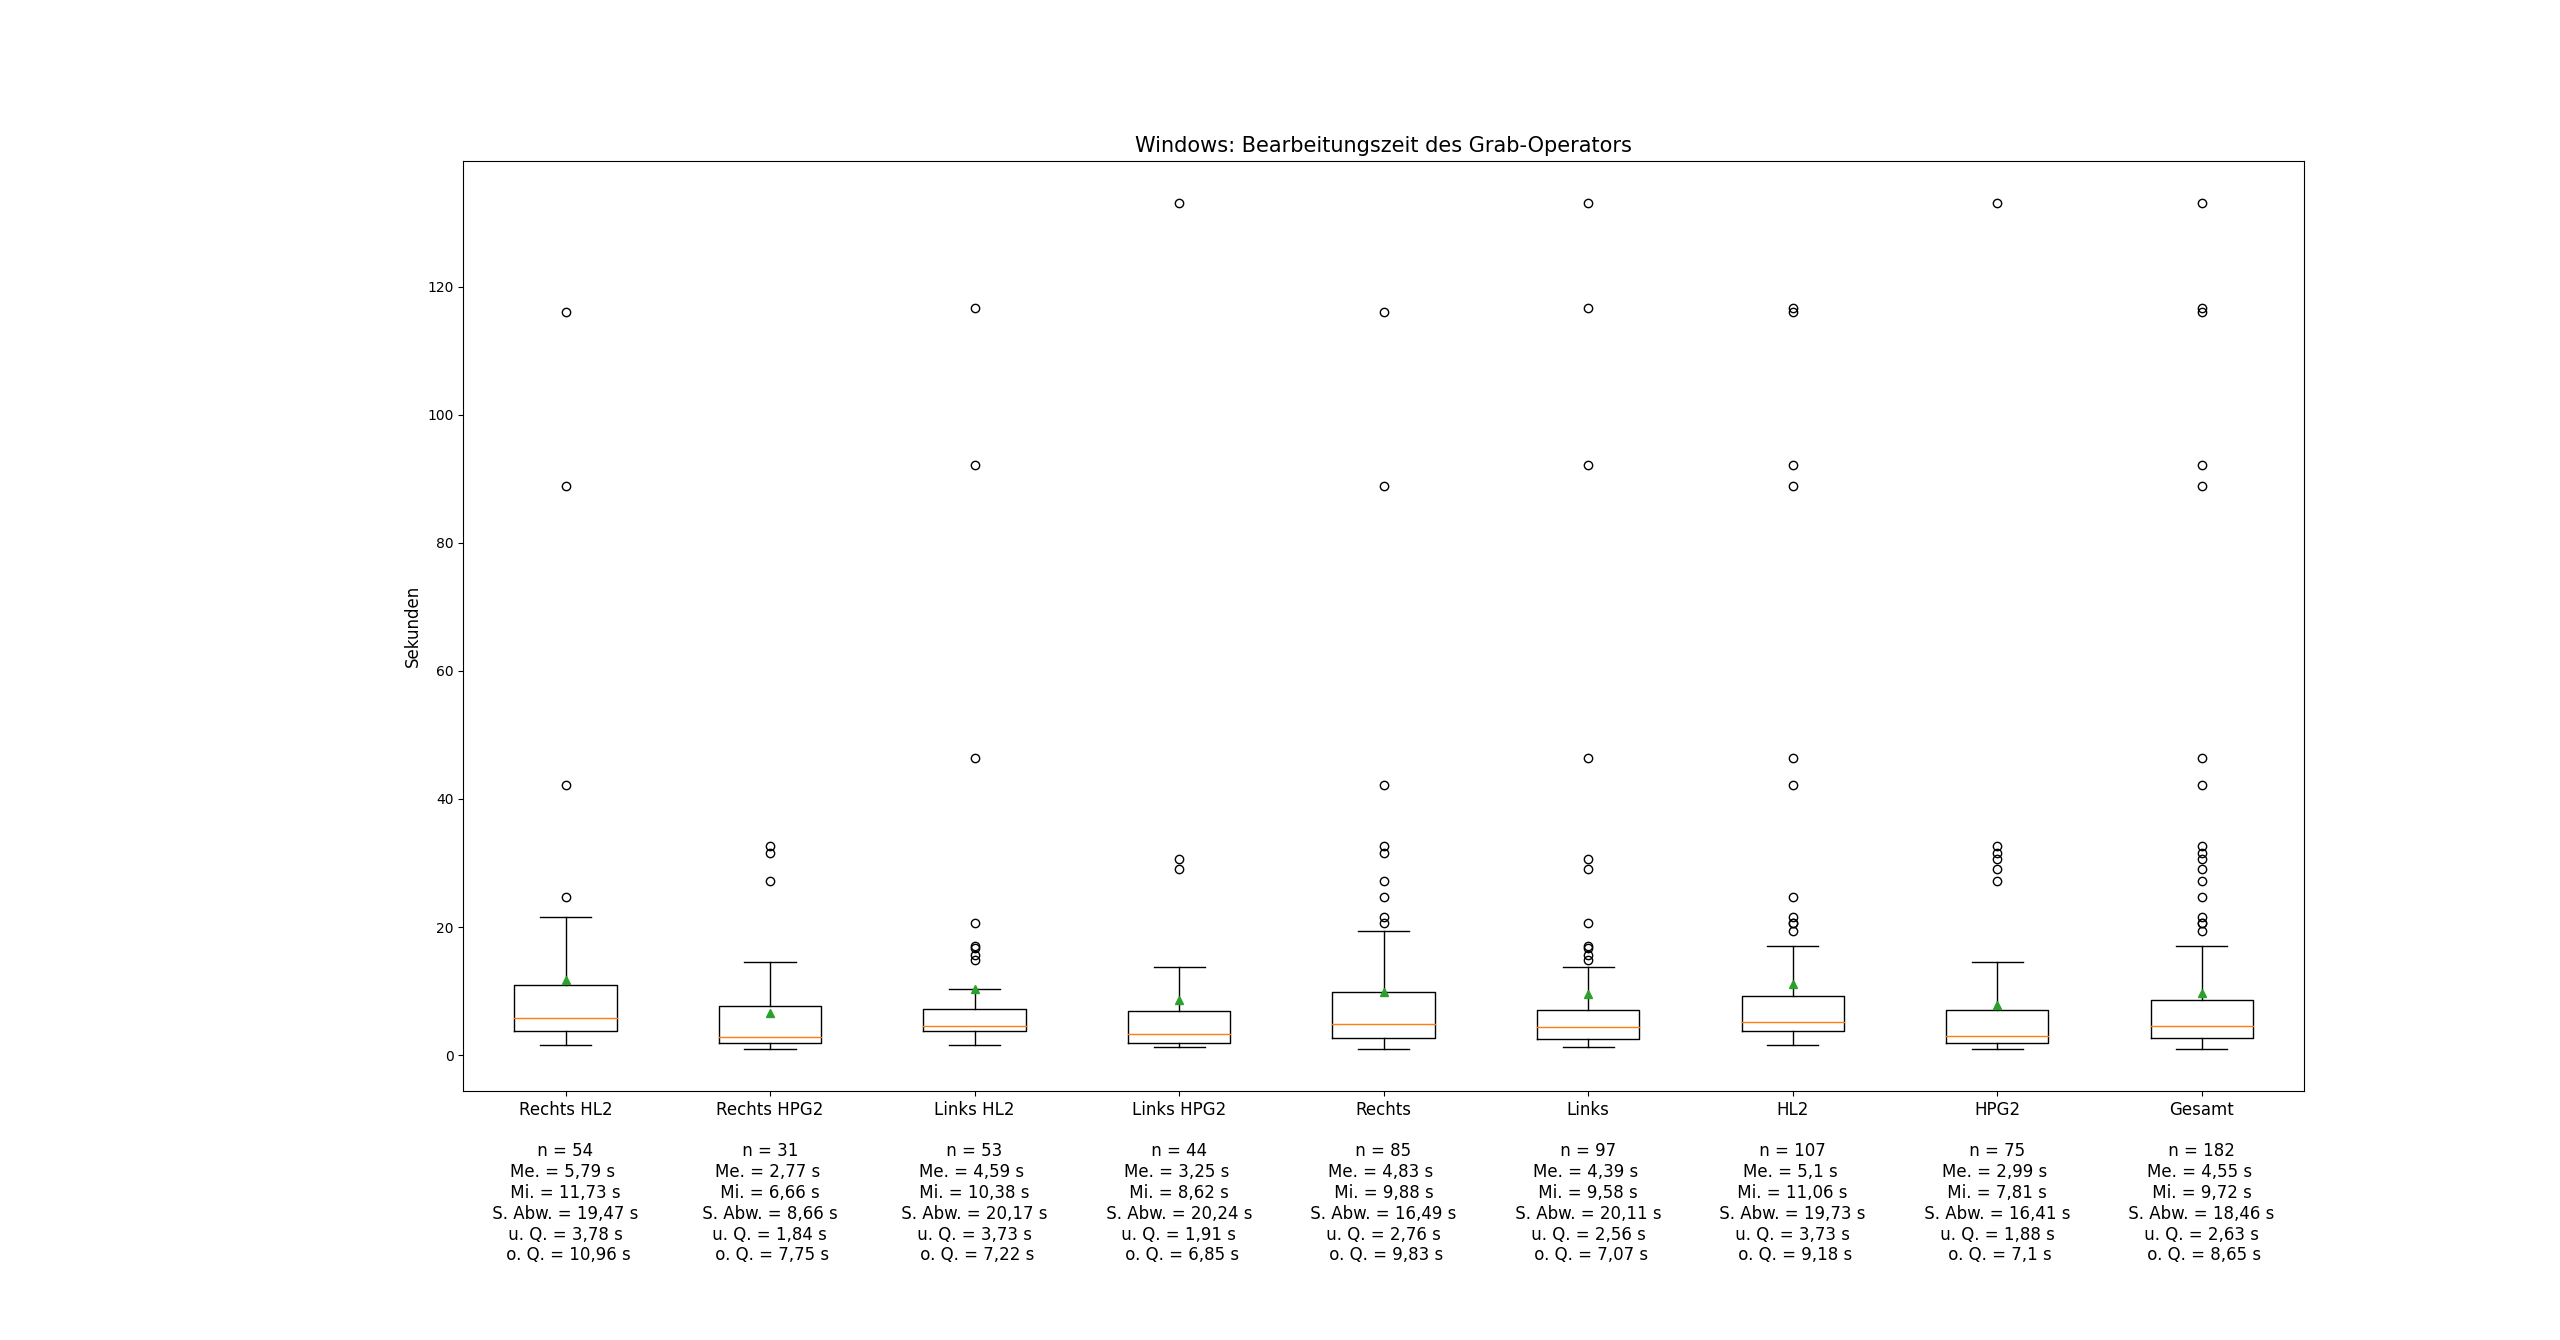 Windows: Bearbeitungszeit des Grab-Operators
120
100
80
60
40
20
0
Sekunden
Rechts HL2 Rechts HPG2 Links HL2 Links HPG2 Rechts Links HL2 HPG2 Gesamt
n = 54 n = 31 n = 53 n = 44 n = 85 n = 97 n = 107 n = 75 n = 182
Me. = 5,79 s Me. = 2,77 s Me. = 4,59 s Me. = 3,25 s Me. = 4,83 s Me. = 4,39 s Me. = 5,1 s Me. = 2,99 s Me. = 4,55 s
Mi. = 11,73 s Mi. = 6,66 s Mi. = 10,38 s Mi. = 8,62 s Mi. = 9,88 s Mi. = 9,58 s Mi. = 11,06 s Mi. = 7,81 s Mi. = 9,72 s
S. Abw. = 19,47 s S. Abw. = 8,66 s S. Abw. = 20,17 s S. Abw. = 20,24 s S. Abw. = 16,49 s S. Abw. = 20,11 s S. Abw. = 19,73 s S. Abw. = 16,41 s S. Abw. = 18,46 s
u. Q. = 3,78 s u. Q. = 1,84 s u. Q. = 3,73 s u. Q. = 1,91 s u. Q. = 2,76 s u. Q. = 2,56 s u. Q. = 3,73 s u. Q. = 1,88 s u. Q. = 2,63 s
o. Q. = 10,96 s o. Q. = 7,75 s o. Q. = 7,22 s o. Q. = 6,85 s o. Q. = 9,83 s o. Q. = 7,07 s o. Q. = 9,18 s o. Q. = 7,1 s o. Q. = 8,65 s